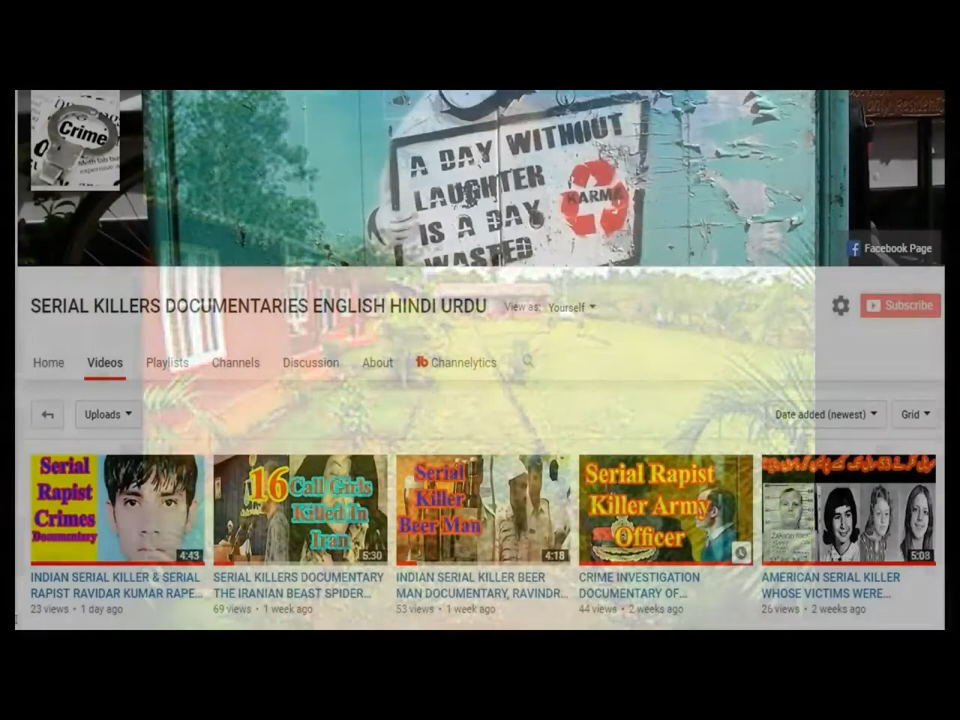 Crime
A DAY WITHOUT
LAUGHTER
IS A DAY
WASTED
KARMA
Facebook Page
SERIAL KILLERS DOCUMENTARIES ENGLISH HINDI URDU View as: Yourself
Subscribe
Home Videos Playlists Channels Discussion About Channelytics
Uploads Date added (newest) Grid
Serial
Rapist
Crimes
Documentary
4:43
16 Call Girls
Killed In
Iran
5:30
Serial
Killer
Beer Man
4:18
Serial Rapist
Killer Army
Officer
5:08
INDIAN SERIAL KILLER & SERIAL
RAPIST RAVIDAR KUMAR RAPE...
23 views • 1 day ago
SERIAL KILLERS DOCUMENTARY
THE IRANIAN BEAST SPIDER...
69 views • 1 week ago
INDIAN SERIAL KILLER BEER
MAN DOCUMENTARY, RAVINDR...
53 views • 1 week ago
CRIME INVESTIGATION
DOCUMENTARY OF...
44 views • 2 weeks ago
AMERICAN SERIAL KILLER
WHOSE VICTIMS WERE...
26 views • 2 weeks ago